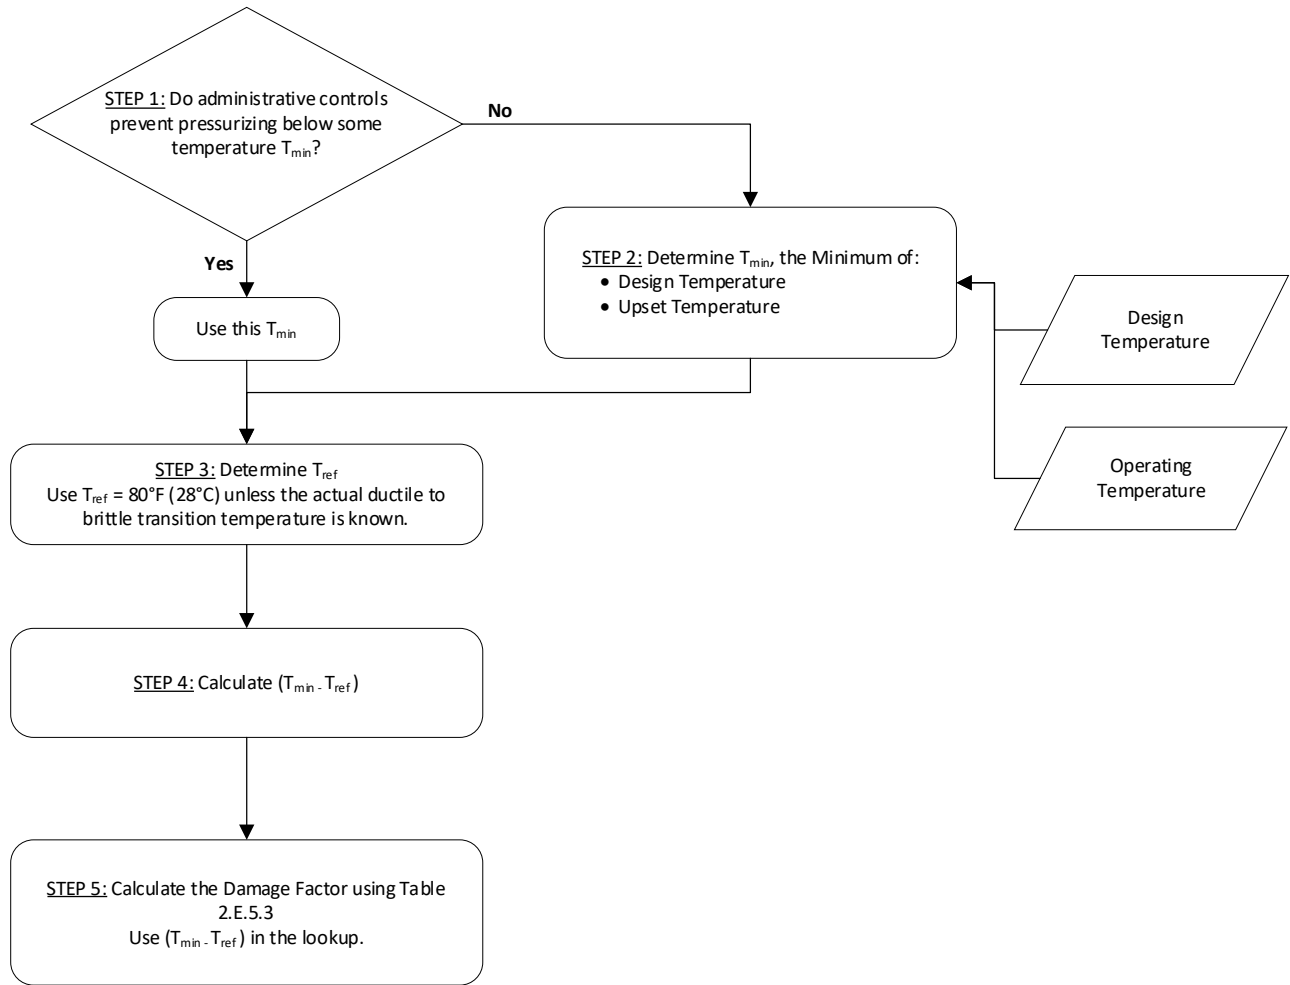 STEP 1: Do administrative controls
prevent pressurizing below some
temperature Tmin?
No
Yes
STEP 2: Determine Tmin, the Minimum of:
• Design Temperature
• Upset Temperature
Use this Tmin
Design
Temperature
Operating
Temperature
STEP 3: Determine Tref
Use Tref = 80°F (28°C) unless the actual ductile to
brittle transition temperature is known.
STEP 4: Calculate (Tmin - Tref)
STEP 5: Calculate the Damage Factor using Table
2.E.5.3
Use (Tmin - Tref) in the lookup.